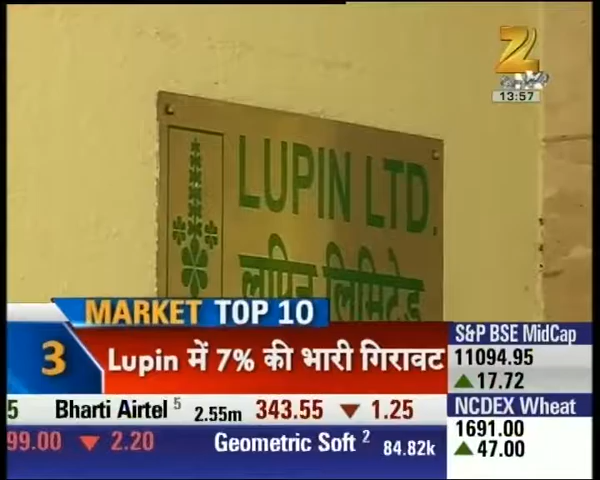 Z
13:57
LUPIN LTD.
लूपिन लिमिटेड
MARKET TOP 10
3
Lupin में 7% की भारी गिरावट
S&P BSE MidCap
11094.95
17.72
5 Bharti Airtel 5 2.55m 343.55 1.25
NCDEX Wheat
1691.00
47.00
99.00 2.20 Geometric Soft 2 84.82k